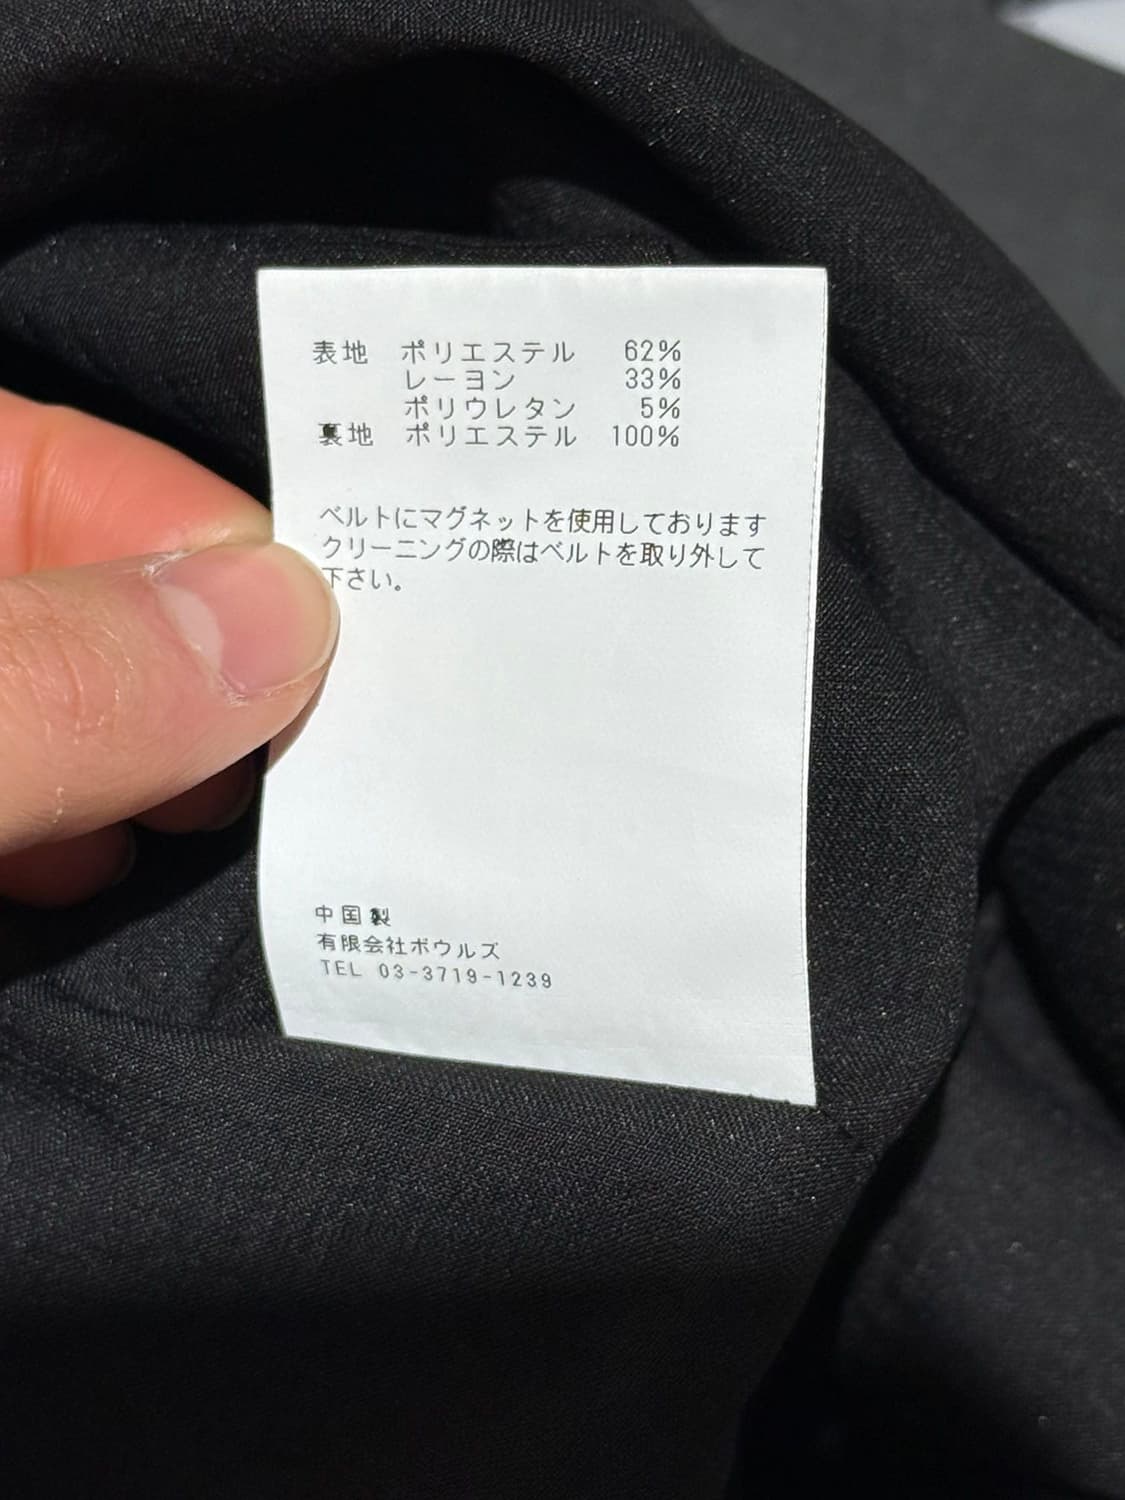 表地 ポリエステル 62%
レーヨン 33%
ポリウレタン 5%
裏地 ポリエステル 100%
ベルトにマグネットを使用しております
クリーニングの際はベルトを取り外して
下さい。
中国製
有限会社ボウルズ
TEL 03-3719-1239